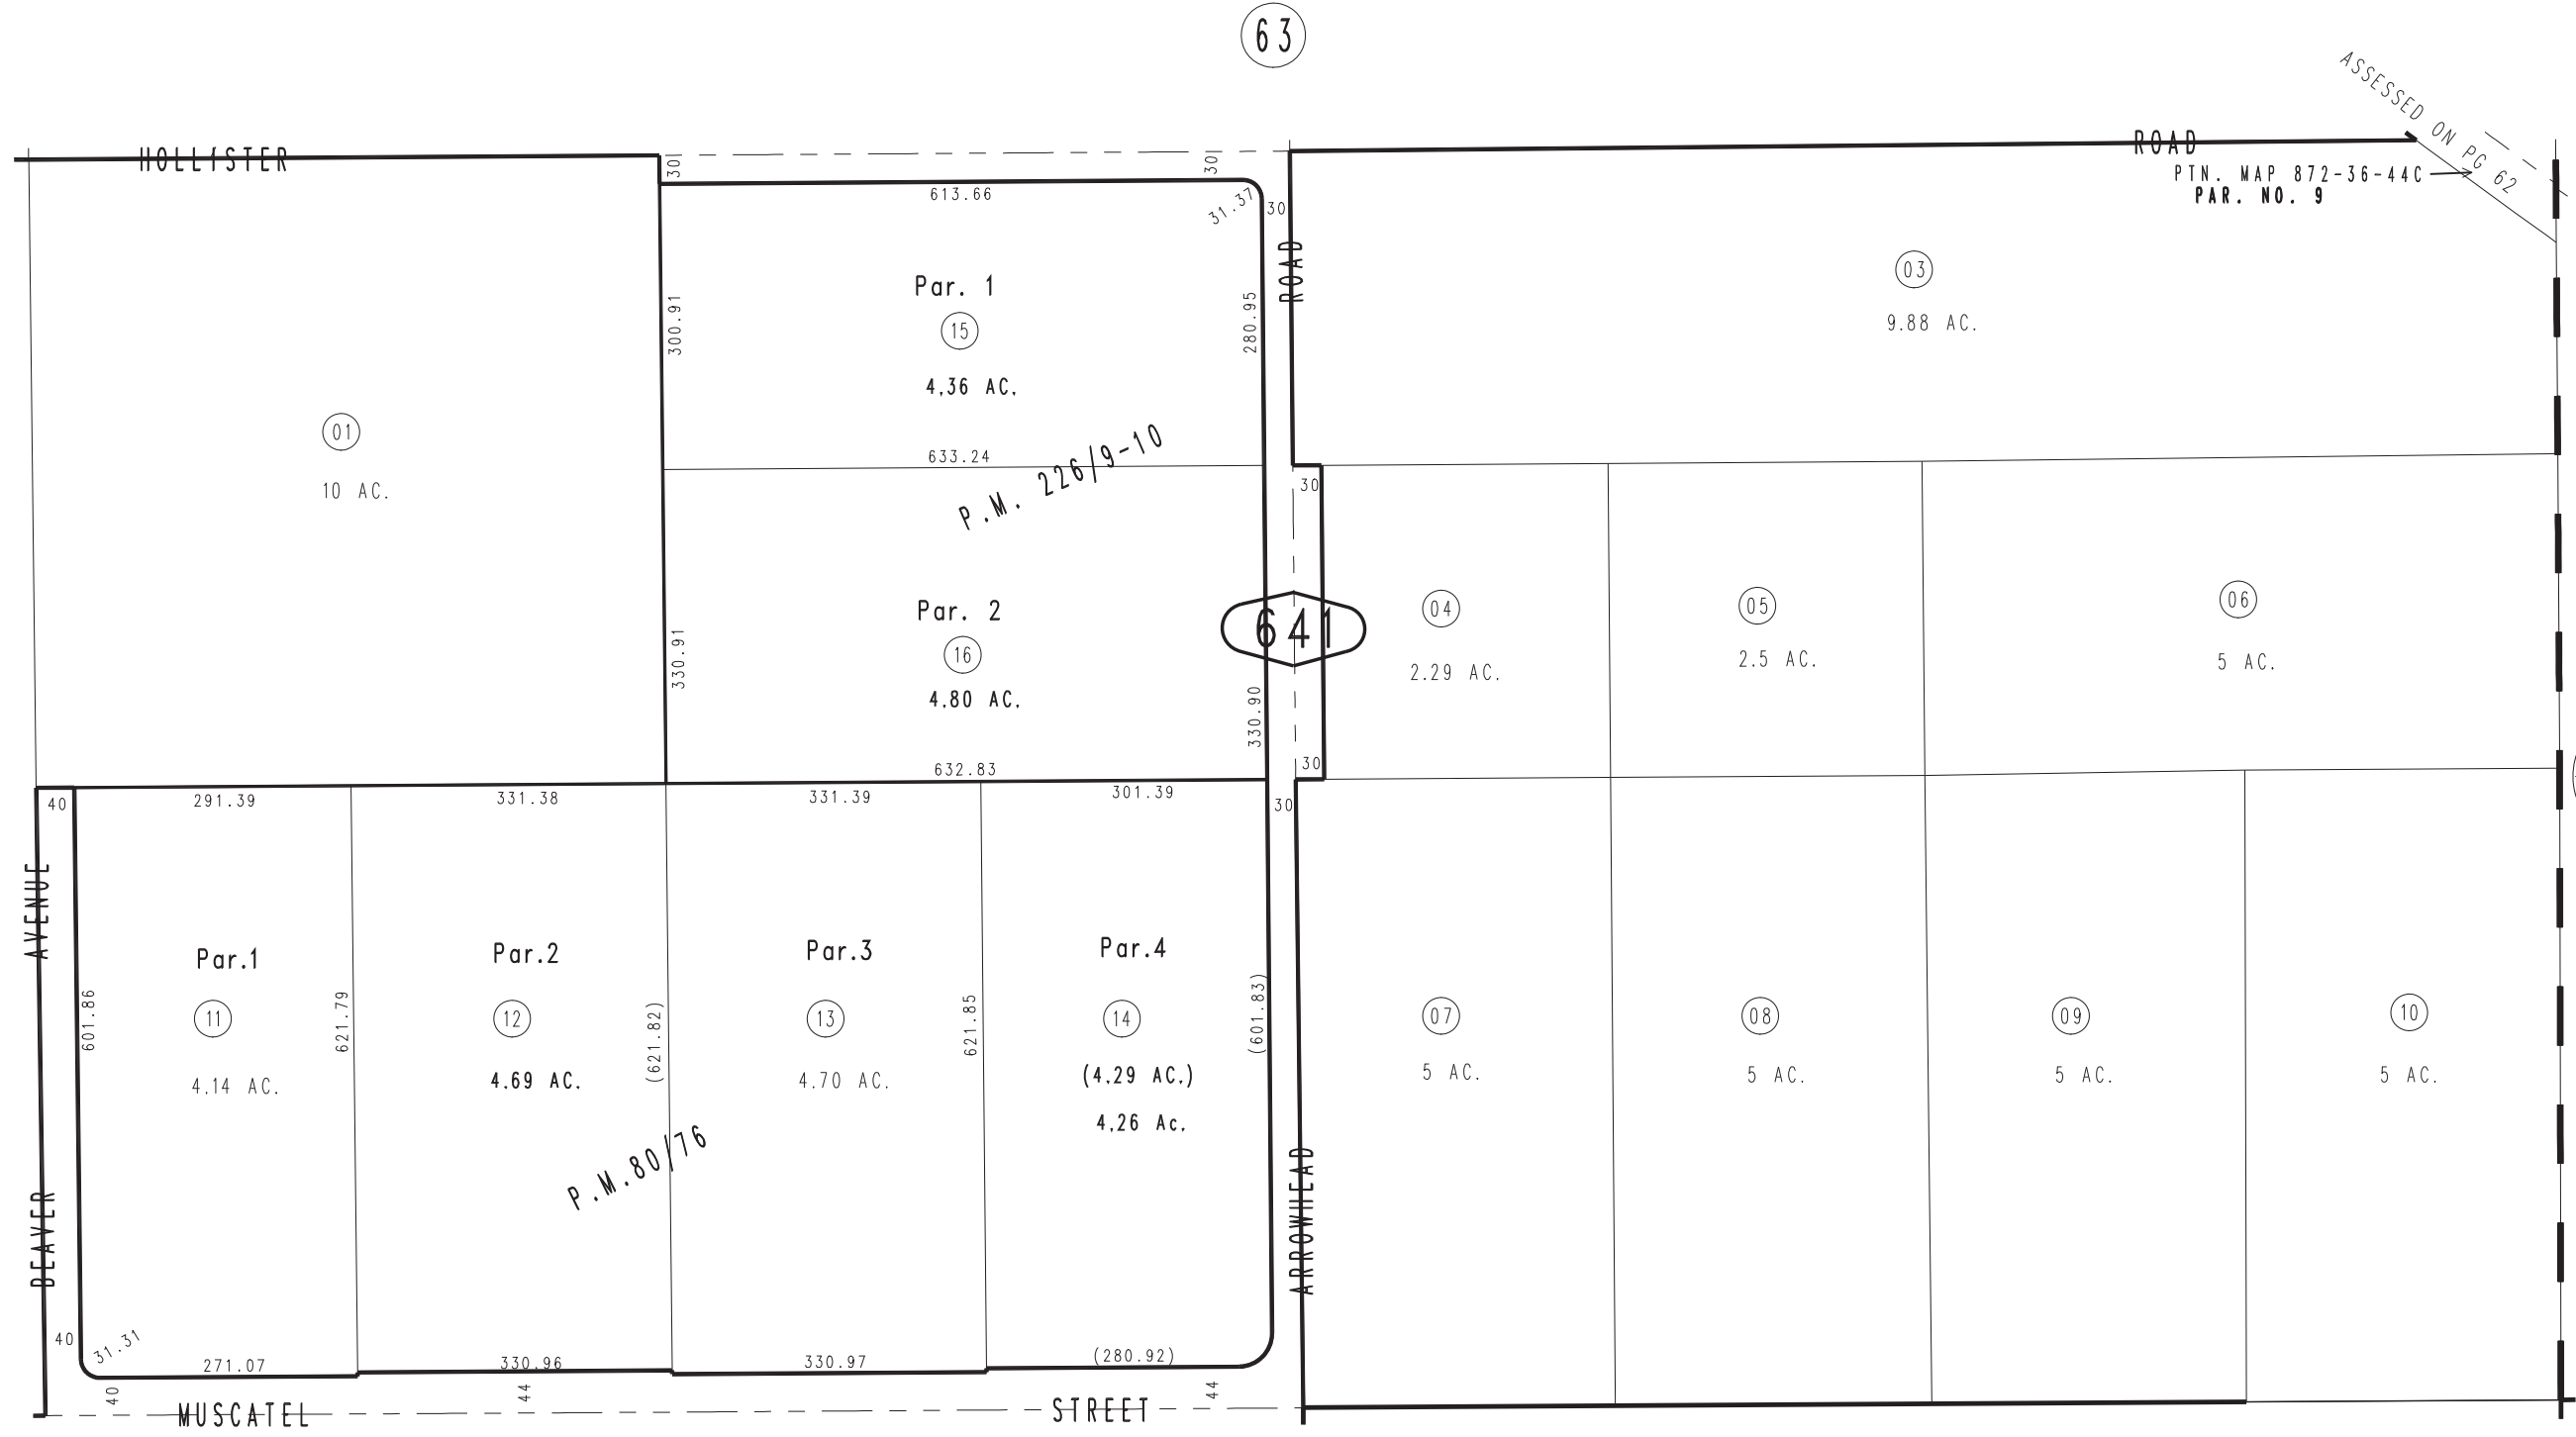 63
ASSESSED ON PG 62
HOLLISTER
ROAD
PTN. MAP 872-36-44C
PAR. NO. 9
30
30
613.66
31.37
30
ROAD
03
9.88 AC.
Par. 1
15
4.36 AC.
300.91
280.95
01
10 AC.
633.24
P.M. 226/9-10
30
Par. 2
16
4.80 AC.
330.91
330.90
641
04
2.29 AC.
05
2.5 AC.
06
5 AC.
632.83
30
40
291.39
331.38
331.39
301.39
30
AVENUE
Par.1
11
4.14 AC.
601.86
621.79
Par.2
12
4.69 AC.
(621.82)
Par.3
13
4.70 AC.
621.85
Par.4
14
(4.29 AC.)
4.26 Ac.
(601.83)
07
5 AC.
08
5 AC.
09
5 AC.
10
5 AC.
P.M.80/76
DEAVER
ARROWHEAD
40
31.31
271.07
330.96
330.97
(280.92)
40
44
44
MUSCATEL
STREET